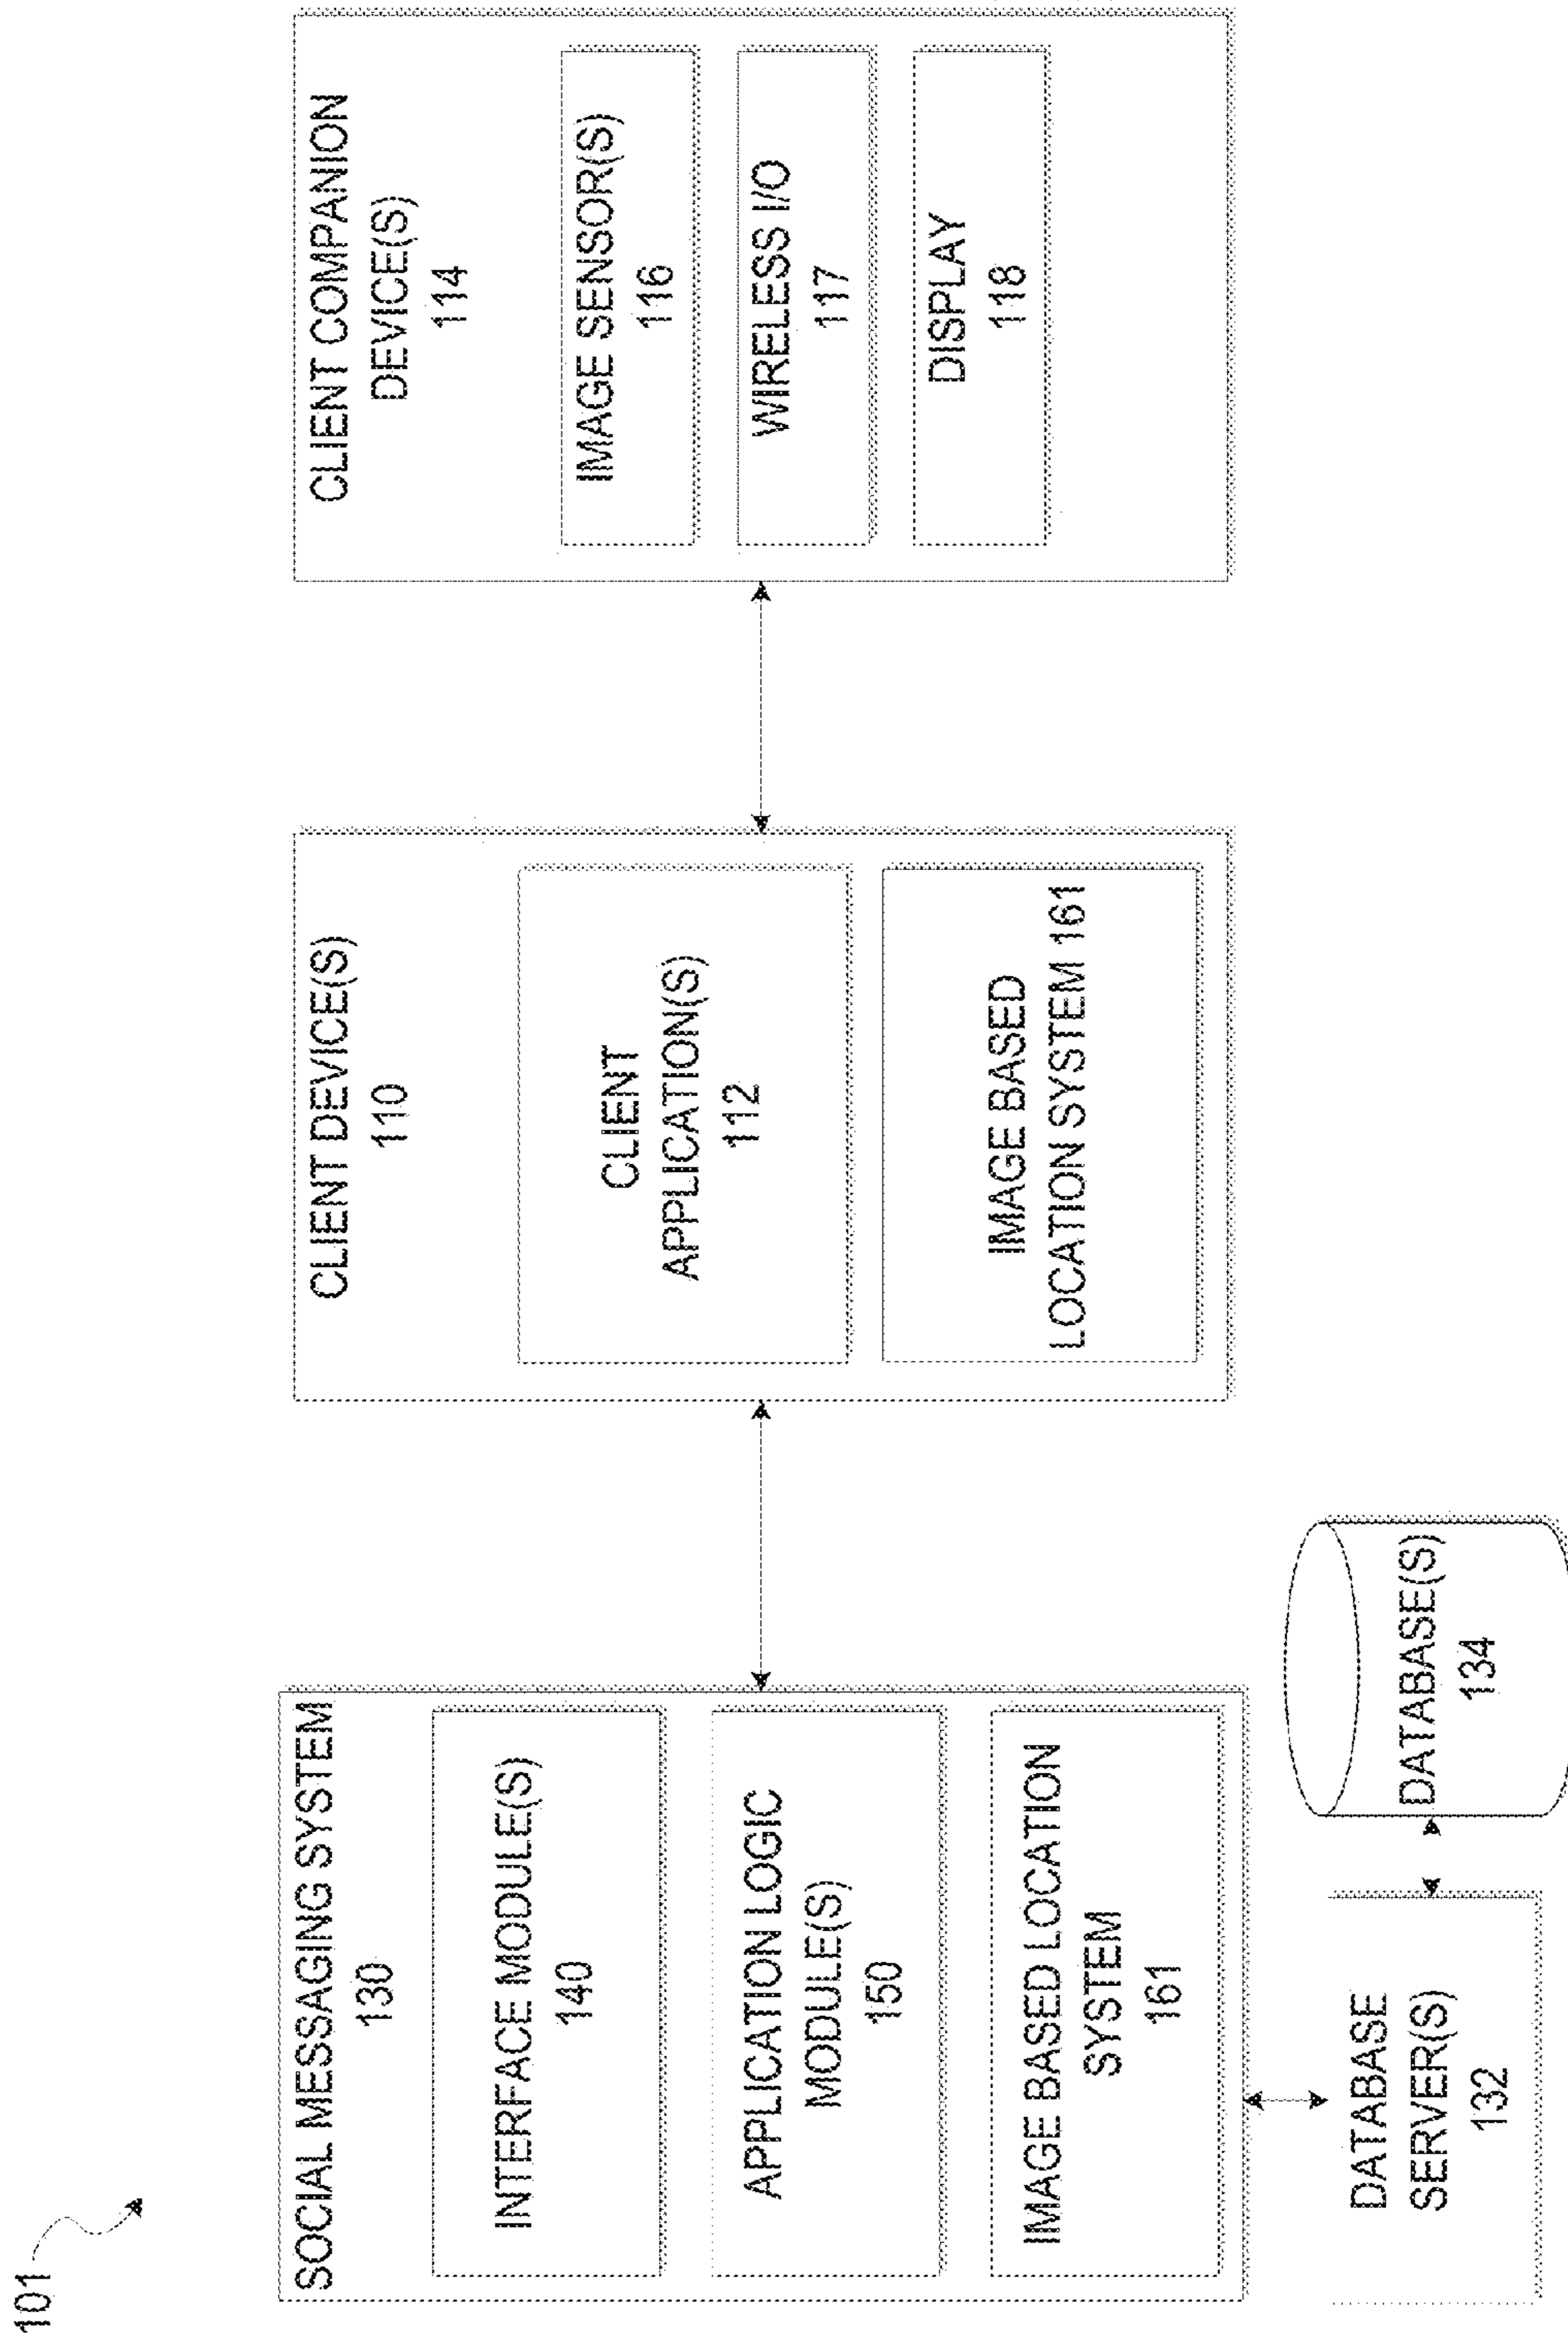 101
SOCIAL MESSAGING SYSTEM
130
INTERFACE MODULE(S)
140
APPLICATION LOGIC
MODULE(S)
150
IMAGE BASED LOCATION
SYSTEM
161
DATABASE
SERVER(S)
132
DATABASE(S)
134
CLIENT DEVICE(S)
110
CLIENT
APPLICATION(S)
112
IMAGE BASED
LOCATION SYSTEM 161
CLIENT COMPANION
DEVICE(S)
114
IMAGE SENSOR(S)
116
WIRELESS I/O
117
DISPLAY
118